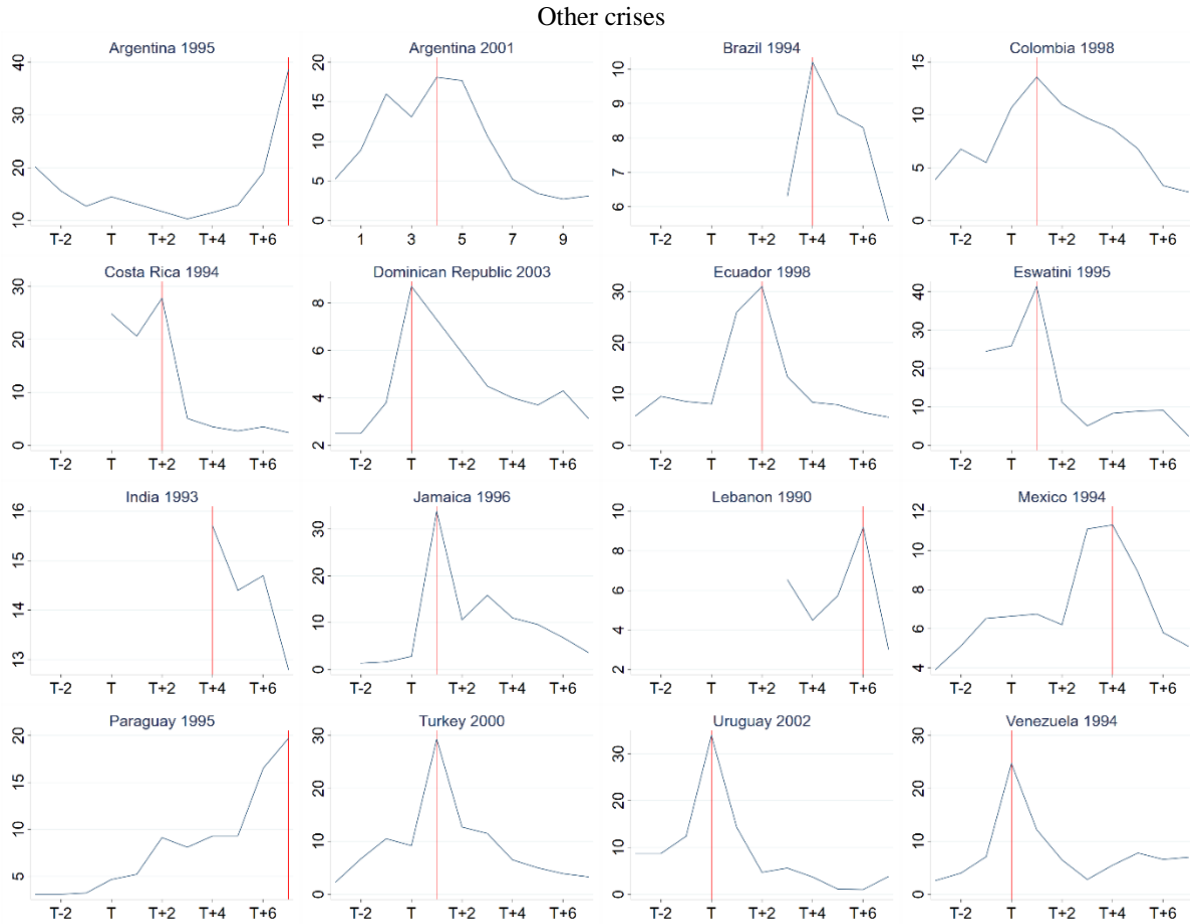 Other crises
Argentina 1995
40
30
20
10
T-2 T T+2 T+4 T+6
Argentina 2001
20
15
10
5
0
1 3 5 7 9
Brazil 1994
10
9
8
7
6
T-2 T T+2 T+4 T+6
Colombia 1998
15
10
5
0
T-2 T T+2 T+4 T+6
Costa Rica 1994
30
20
10
0
T-2 T T+2 T+4 T+6
Dominican Republic 2003
8
6
4
2
T-2 T T+2 T+4 T+6
Ecuador 1998
30
20
10
0
T-2 T T+2 T+4 T+6
Eswatini 1995
40
30
20
10
0
T-2 T T+2 T+4 T+6
India 1993
16
15
14
13
T-2 T T+2 T+4 T+6
Jamaica 1996
30
20
10
0
T-2 T T+2 T+4 T+6
Lebanon 1990
10
8
6
4
2
T-2 T T+2 T+4 T+6
Mexico 1994
12
10
8
6
4
T-2 T T+2 T+4 T+6
Paraguay 1995
20
15
10
5
T-2 T T+2 T+4 T+6
Turkey 2000
30
20
10
0
T-2 T T+2 T+4 T+6
Uruguay 2002
30
20
10
0
T-2 T T+2 T+4 T+6
Venezuela 1994
30
20
10
0
T-2 T T+2 T+4 T+6